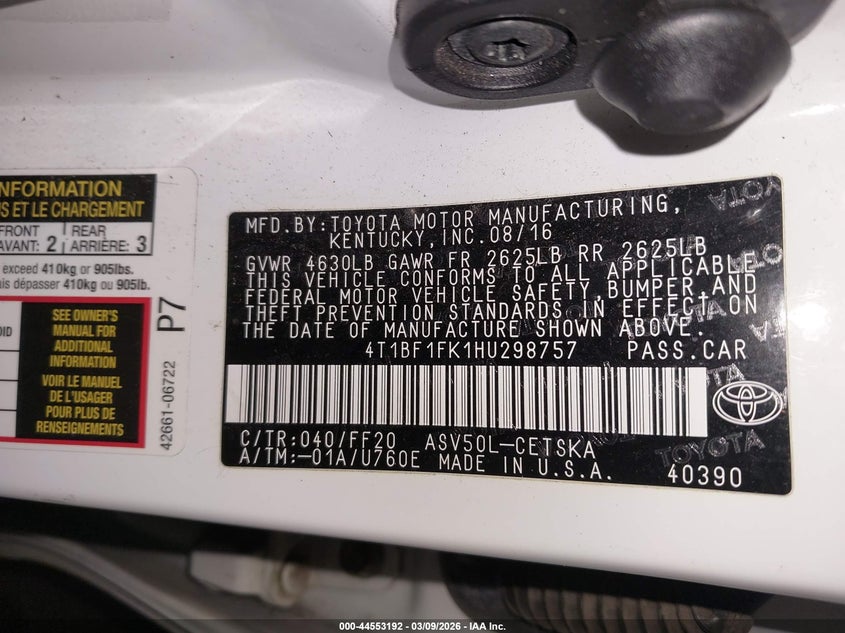 NFORMATION
S ET LE CHARGEMENT
FRONT
AVANT: 2
REAR
ARRIÈRE: 3
exceed 410kg or 905lbs.
ais dépasser 410kg ou 905lb.
OID
SEE OWNER'S
MANUAL FOR
ADDITIONAL
INFORMATION
VOIR LE MANUEL
DE L'USAGER
POUR PLUS DE
RENSEIGNEMENTS
P7
42661-06722
MFD.BY:TOYOTA MOTOR MANUFACTURING,
KENTUCKY,INC.08/16
GVWR 4630LB GAWR FR 2625LB RR 2625LB
THIS VEHICLE CONFORMS TO ALL APPLICABLE
FEDERAL MOTOR VEHICLE SAFETY,BUMPER,AND
THEFT PREVENTION STANDARDS IN EFFECT ON
THE DATE OF MANUFACTURE SHOWN ABOVE.
4T1BF1FK1HU298757 PASS.CAR
C/TR:040/FF20 ASV50L-CETSKA
A/TM:-01A/U760E MADE IN U.S.A.
40390
TOYOTA
TOYOTA
000-44553192 - 03/09/2026 - IAA Inc.